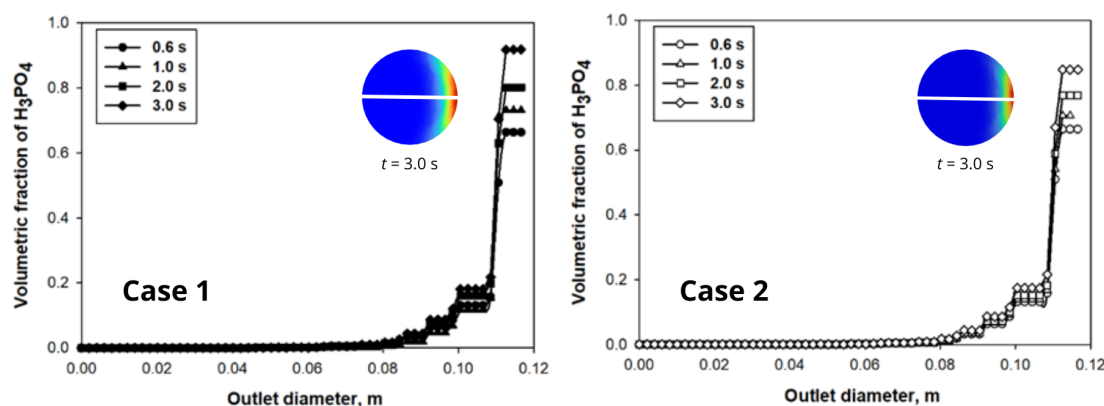 1.0
0.8
0.6
0.4
0.2
0.0
Volumetric fraction of H₃PO₄
0.6 s
1.0 s
2.0 s
3.0 s
t = 3.0 s
Case 1
0.00 0.02 0.04 0.06 0.08 0.10 0.12
Outlet diameter, m
1.0
0.8
0.6
0.4
0.2
0.0
Volumetric fraction of H₃PO₄
0.6 s
1.0 s
2.0 s
3.0 s
t = 3.0 s
Case 2
0.00 0.02 0.04 0.06 0.08 0.10 0.12
Outlet diameter, m